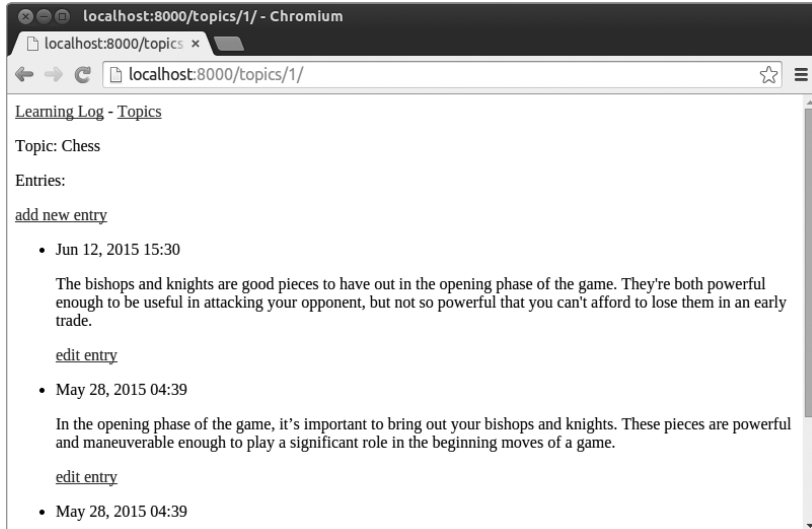 localhost:8000/topics/1/ - Chromium
localhost:8000/topics
localhost:8000/topics/1/
Learning Log - Topics
Topic: Chess
Entries:
add new entry
• Jun 12, 2015 15:30
The bishops and knights are good pieces to have out in the opening phase of the game. They're both powerful
enough to be useful in attacking your opponent, but not so powerful that you can't afford to lose them in an early
trade.
edit entry
• May 28, 2015 04:39
In the opening phase of the game, it’s important to bring out your bishops and knights. These pieces are powerful
and maneuverable enough to play a significant role in the beginning moves of a game.
edit entry
• May 28, 2015 04:39